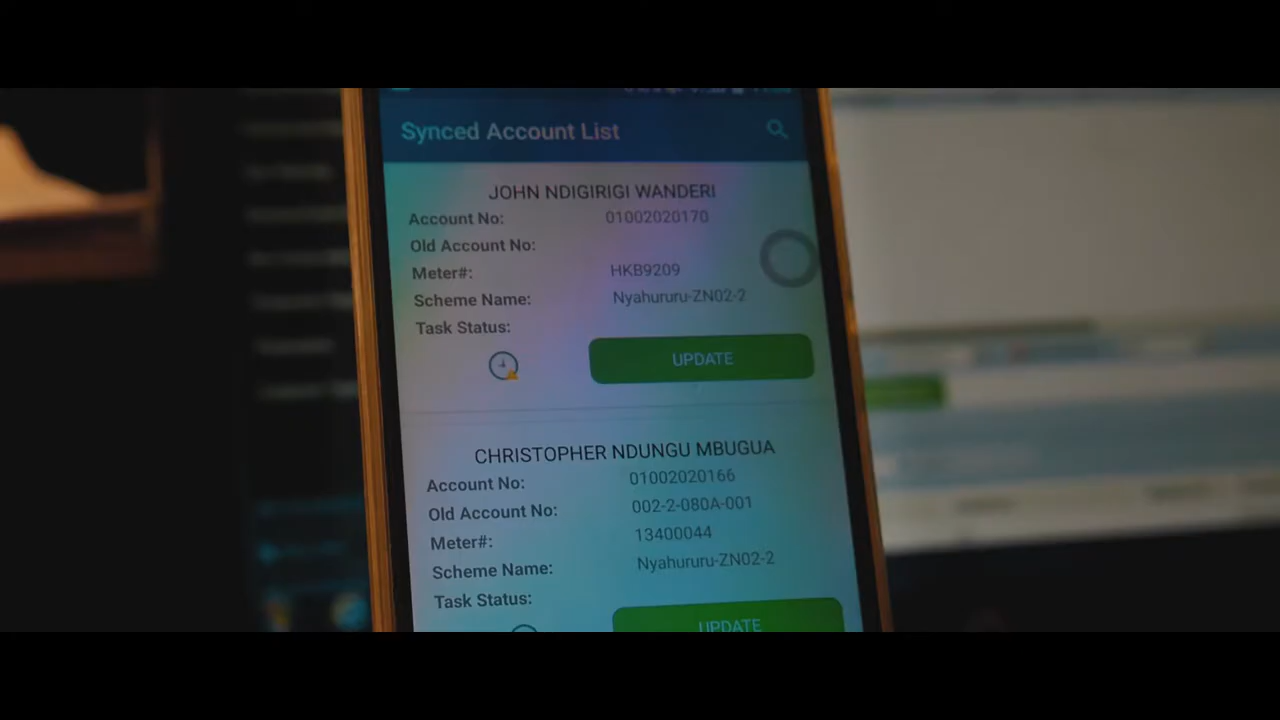 Synced Account List
JOHN NDIGIRIGI WANDERI
Account No: 01002020170
Old Account No:
Meter#: HKB9209
Scheme Name: Nyahururu-ZN02-2
Task Status:
UPDATE
CHRISTOPHER NDUNGU MBUGUA
Account No: 01002020166
Old Account No: 002-2-080A-001
Meter#: 13400044
Scheme Name: Nyahururu-ZN02-2
Task Status:
UPDATE